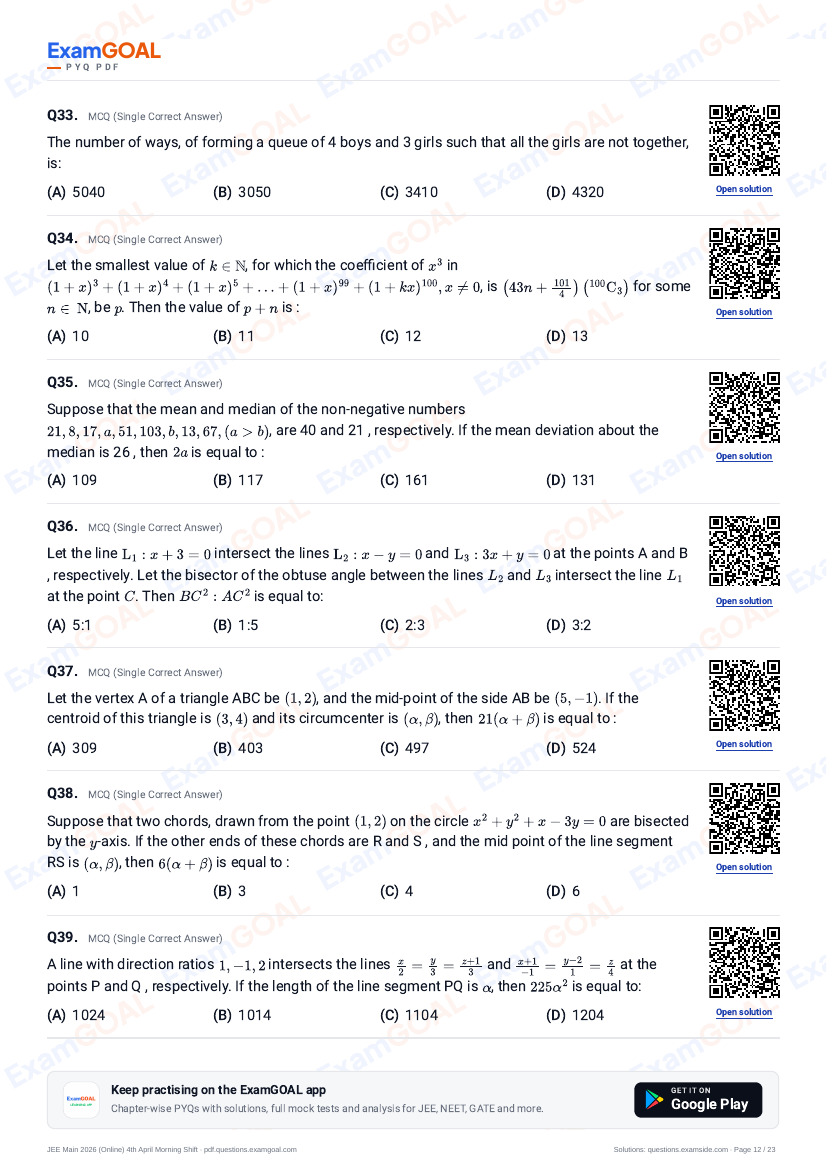 ExamGOAL
PYQ PDF
Q33. MCQ (Single Correct Answer)
The number of ways, of forming a queue of 4 boys and 3 girls such that all the girls are not together,
is:
(A) 5040 (B) 3050 (C) 3410 (D) 4320
Open solution
Q34. MCQ (Single Correct Answer)
Let the smallest value of k ∈ ℕ, for which the coefficient of x³ in
(1 + x)³ + (1 + x)⁴ + (1 + x)⁵ + … + (1 + x)⁹⁹ + (1 + kx)¹⁰⁰, x ≠ 0, is (43n + 101/4) (¹⁰⁰C₃) for some
n ∈ N, be p. Then the value of p + n is :
(A) 10 (B) 11 (C) 12 (D) 13
Open solution
Q35. MCQ (Single Correct Answer)
Suppose that the mean and median of the non-negative numbers
21, 8, 17, a, 51, 103, b, 13, 67, (a > b), are 40 and 21 , respectively. If the mean deviation about the
median is 26 , then 2a is equal to :
(A) 109 (B) 117 (C) 161 (D) 131
Open solution
Q36. MCQ (Single Correct Answer)
Let the line L₁ : x + 3 = 0 intersect the lines L₂ : x − y = 0 and L₃ : 3x + y = 0 at the points A and B
, respectively. Let the bisector of the obtuse angle between the lines L₂ and L₃ intersect the line L₁
at the point C. Then BC² : AC² is equal to:
(A) 5:1 (B) 1:5 (C) 2:3 (D) 3:2
Open solution
Q37. MCQ (Single Correct Answer)
Let the vertex A of a triangle ABC be (1, 2), and the mid-point of the side AB be (5, −1). If the
centroid of this triangle is (3, 4) and its circumcenter is (α, β), then 21(α + β) is equal to :
(A) 309 (B) 403 (C) 497 (D) 524
Open solution
Q38. MCQ (Single Correct Answer)
Suppose that two chords, drawn from the point (1, 2) on the circle x² + y² + x − 3y = 0 are bisected
by the y-axis. If the other ends of these chords are R and S , and the mid point of the line segment
RS is (α, β), then 6(α + β) is equal to :
(A) 1 (B) 3 (C) 4 (D) 6
Open solution
Q39. MCQ (Single Correct Answer)
A line with direction ratios 1, −1, 2 intersects the lines x/2 = y/3 = z+1/3 and x+1/−1 = y−2/1 = z/4 at the
points P and Q , respectively. If the length of the line segment PQ is α, then 225α² is equal to:
(A) 1024 (B) 1014 (C) 1104 (D) 1204
Open solution
Keep practising on the ExamGOAL app
Chapter-wise PYQs with solutions, full mock tests and analysis for JEE, NEET, GATE and more.
GET IT ON
Google Play
JEE Main 2026 (Online) 4th April Morning Shift · pdf.questions.examgoal.com
Solutions: questions.examside.com · Page 12 / 23